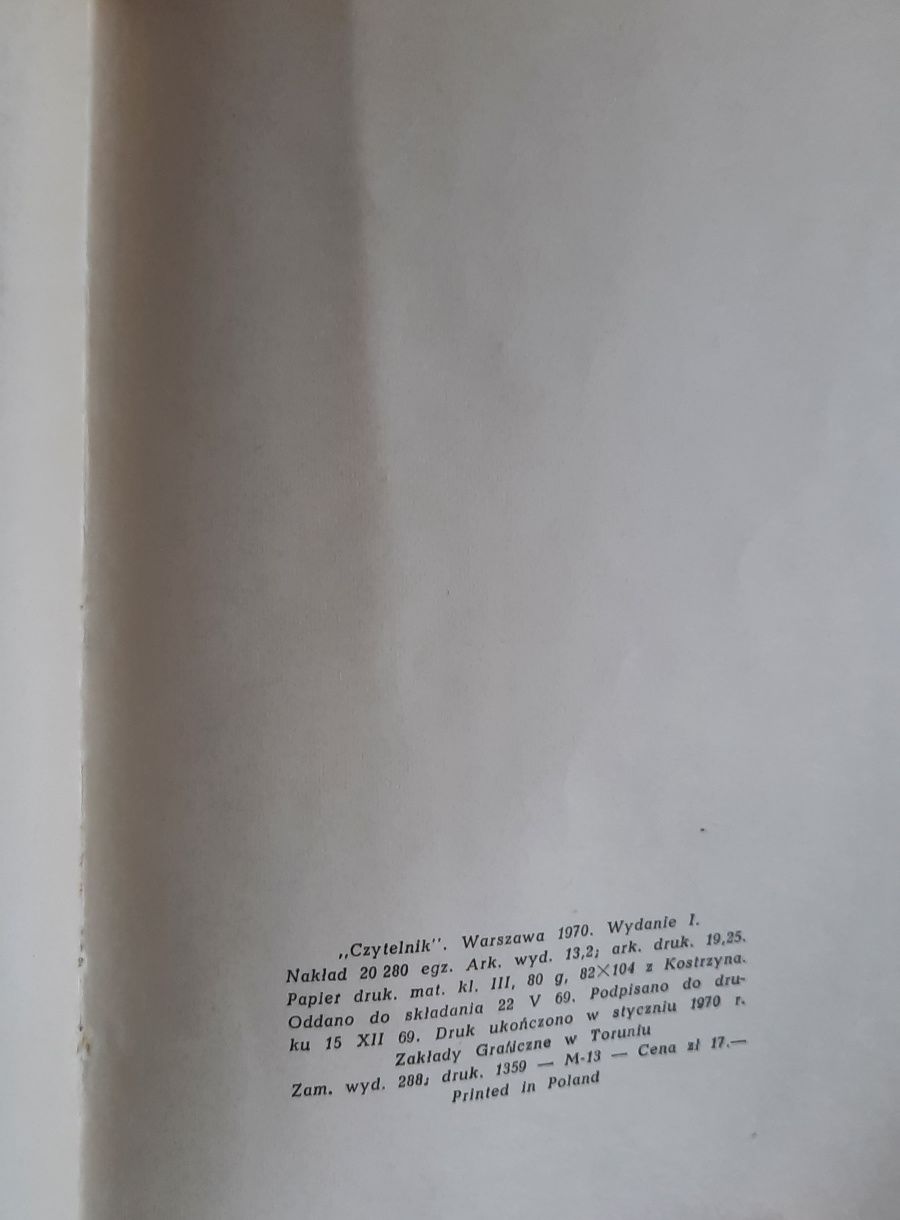 „Czytelnik". Warszawa 1970. Wydanie I.
Nakład 20 280 egz. Ark. wyd. 13,2; ark. druk. 19,25.
Papier druk. mat. kl. III, 80 g, 82×104 z Kostrzyna.
Oddano do składania 22 V 69. Podpisano do dru-
ku 15 XII 69. Druk ukończono w styczniu 1970 r.
Zakłady Graficzne w Toruniu
Zam. wyd. 288; druk. 1359 — M-13 — Cena zł 17.—
Printed in Poland